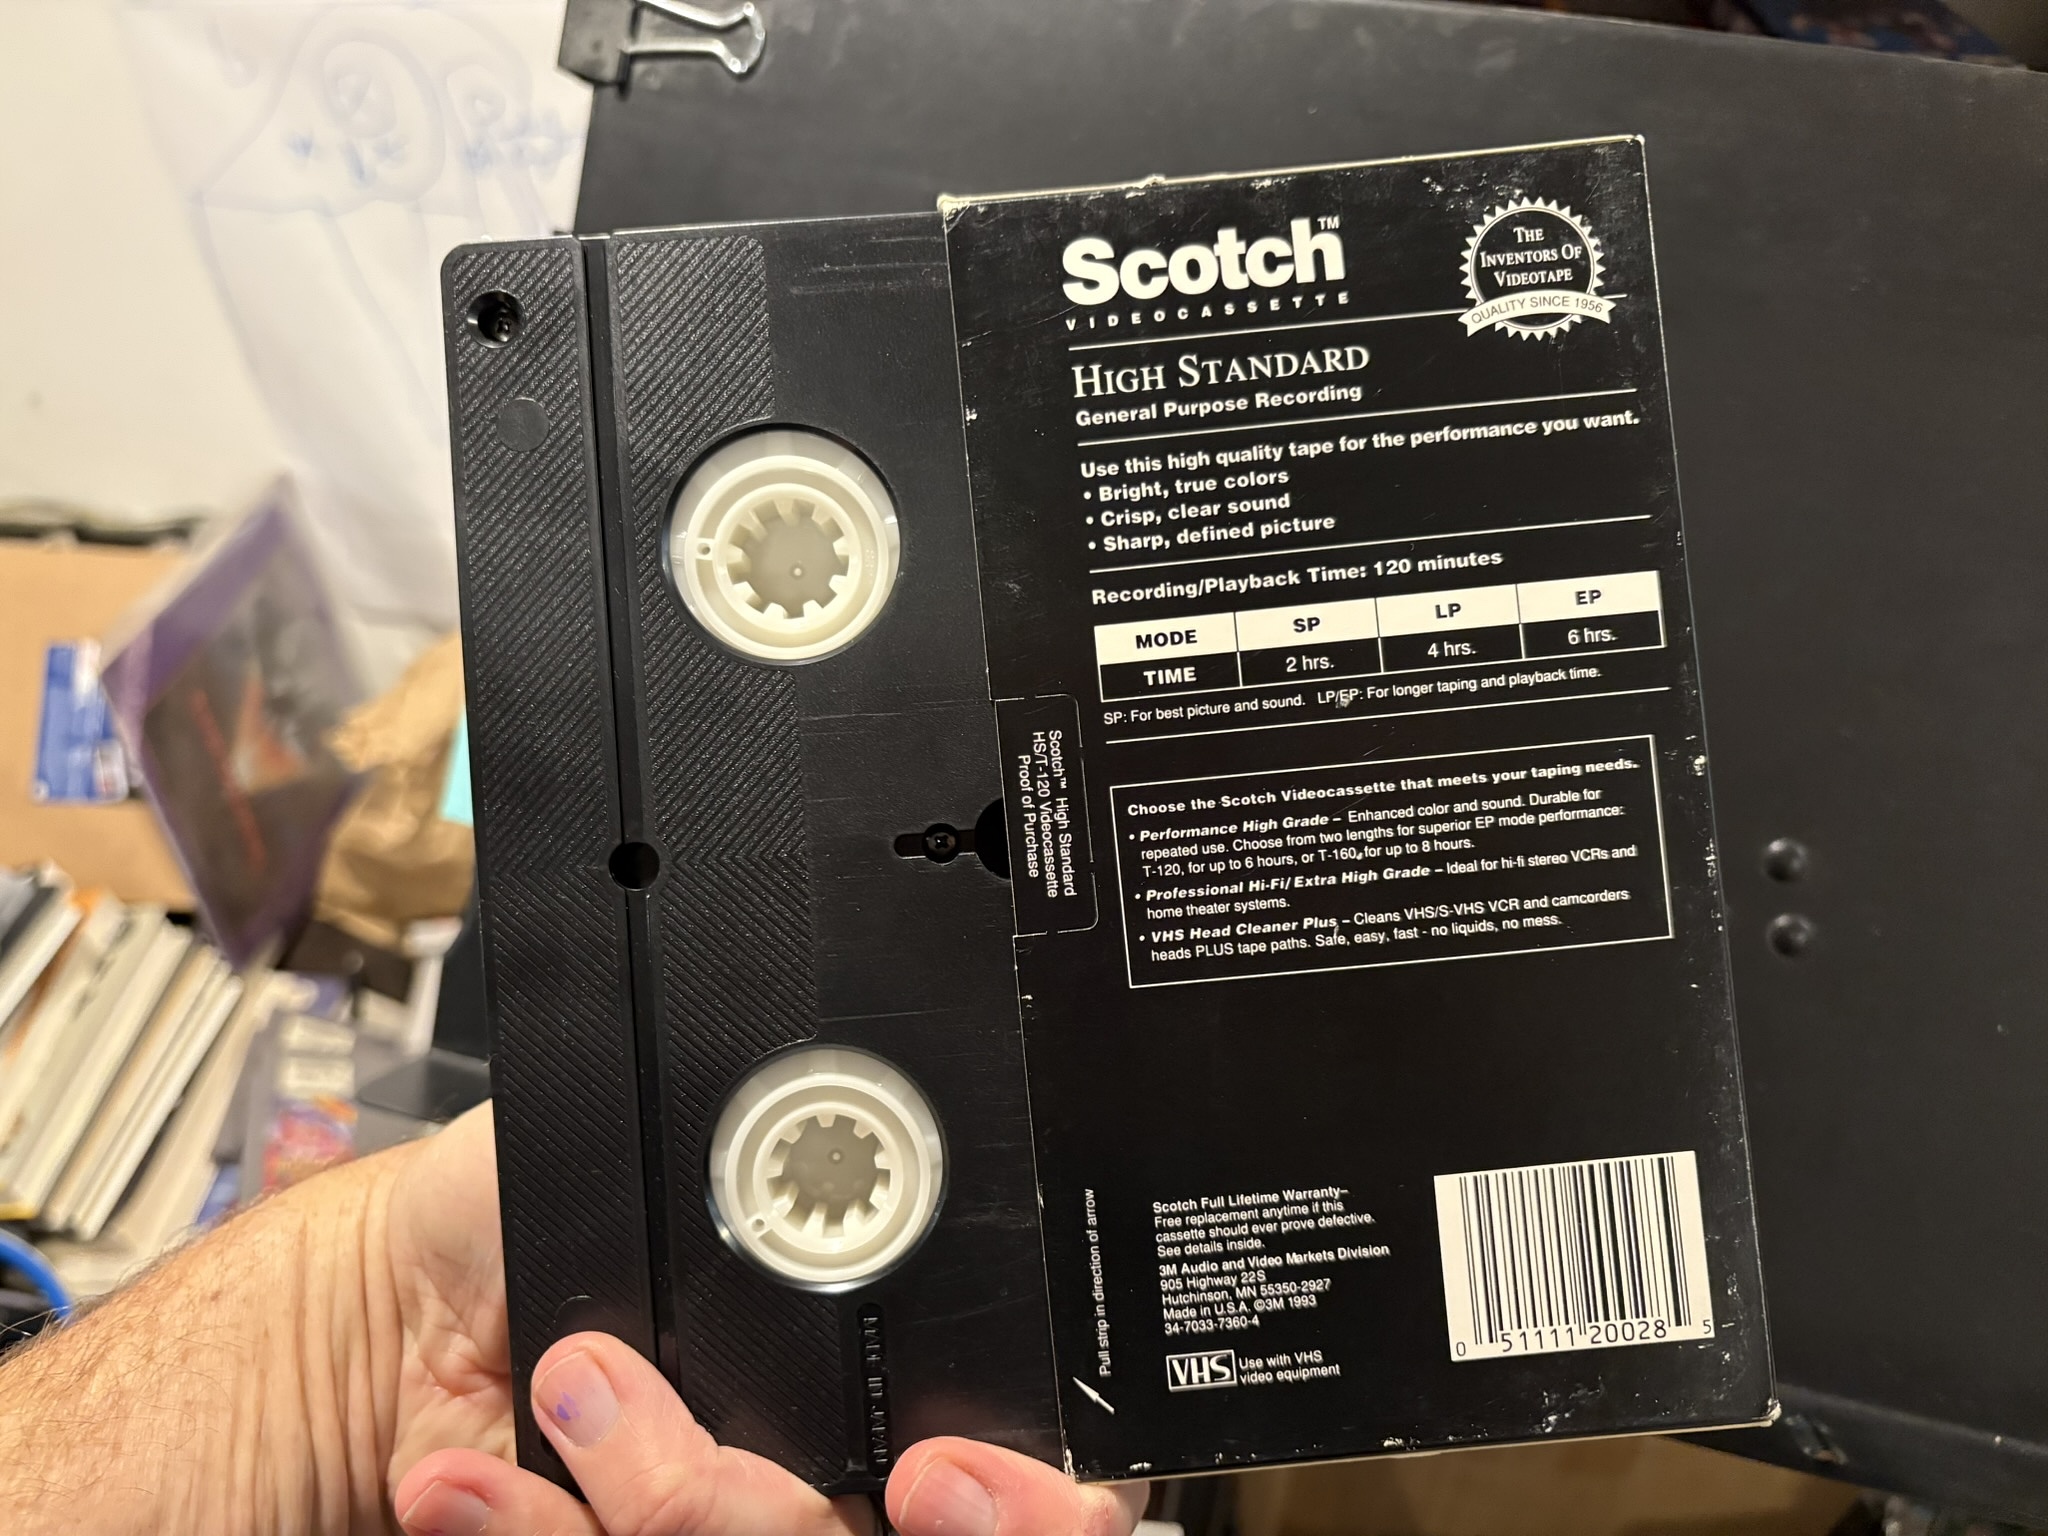 Scotch™
VIDEOCASSETTE
THE
INVENTORS OF
VIDEOTAPE
QUALITY SINCE 1956
HIGH STANDARD
General Purpose Recording
Use this high quality tape for the performance you want.
• Bright, true colors
• Crisp, clear sound
• Sharp, defined picture
Recording/Playback Time: 120 minutes
MODE SP LP EP
TIME 2 hrs. 4 hrs. 6 hrs.
SP: For best picture and sound. LP/EP: For longer taping and playback time.
Scotch™ High Standard
HS/T-120 Videocassette
Proof of Purchase
Choose the Scotch Videocassette that meets your taping needs.
• Performance High Grade – Enhanced color and sound. Durable for
repeated use. Choose from two lengths for superior EP mode performance:
T-120, for up to 6 hours, or T-160, for up to 8 hours.
• Professional Hi-Fi/Extra High Grade – Ideal for hi-fi stereo VCRs and
home theater systems.
• VHS Head Cleaner Plus – Cleans VHS/S-VHS VCR and camcorders
heads PLUS tape paths. Safe, easy, fast - no liquids, no mess.
Pull strip in direction of arrow
Scotch Full Lifetime Warranty–
Free replacement anytime if this
cassette should ever prove defective.
See details inside.
3M Audio and Video Markets Division
905 Highway 22S
Hutchinson, MN 55350-2927
Made in U.S.A. ©3M 1993
34-7033-7360-4
VHS Use with VHS
video equipment
0 51111 20028 5
MADE IN JAPAN